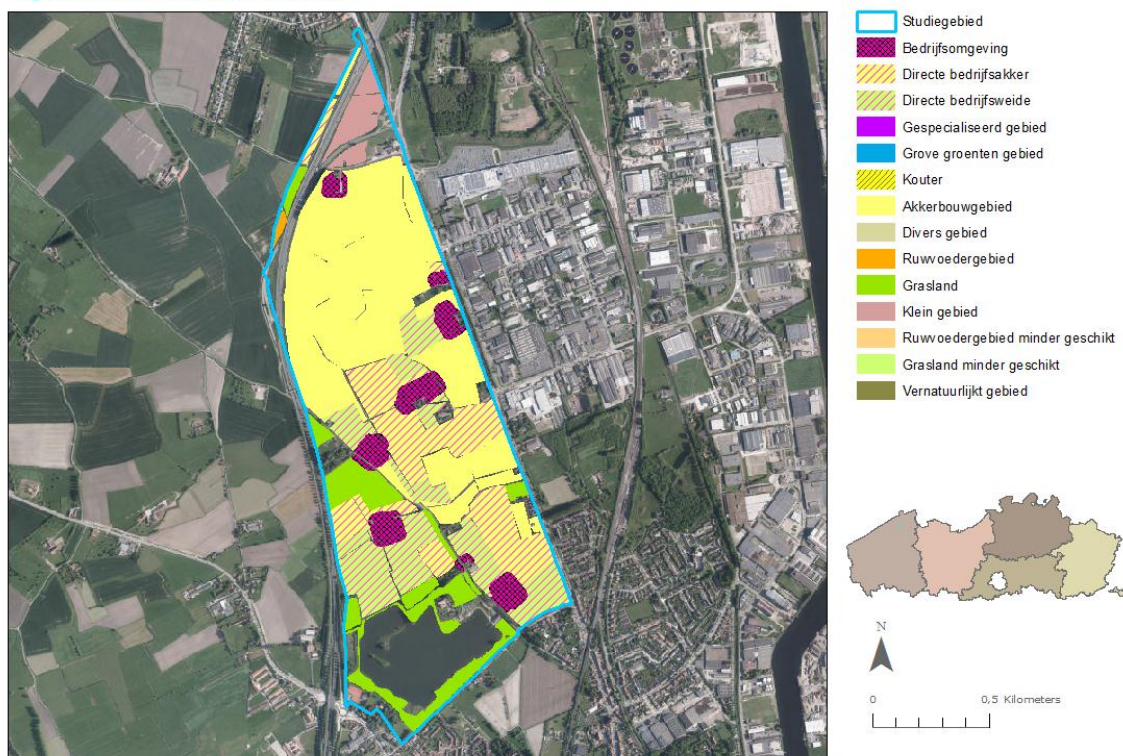 Studiegebied
Bedrijfsomgeving
Directe bedrijfsakker
Directe bedrijfsweide
Gespecialiseerd gebied
Grove groenten gebied
Kouter
Akkerbouwgebied
Divers gebied
Ruwvoedergebied
Grasland
Klein gebied
Ruwvoedergebied minder geschikt
Grasland minder geschikt
Vernatuurlijkt gebied
N
0 0,5 Kilometers